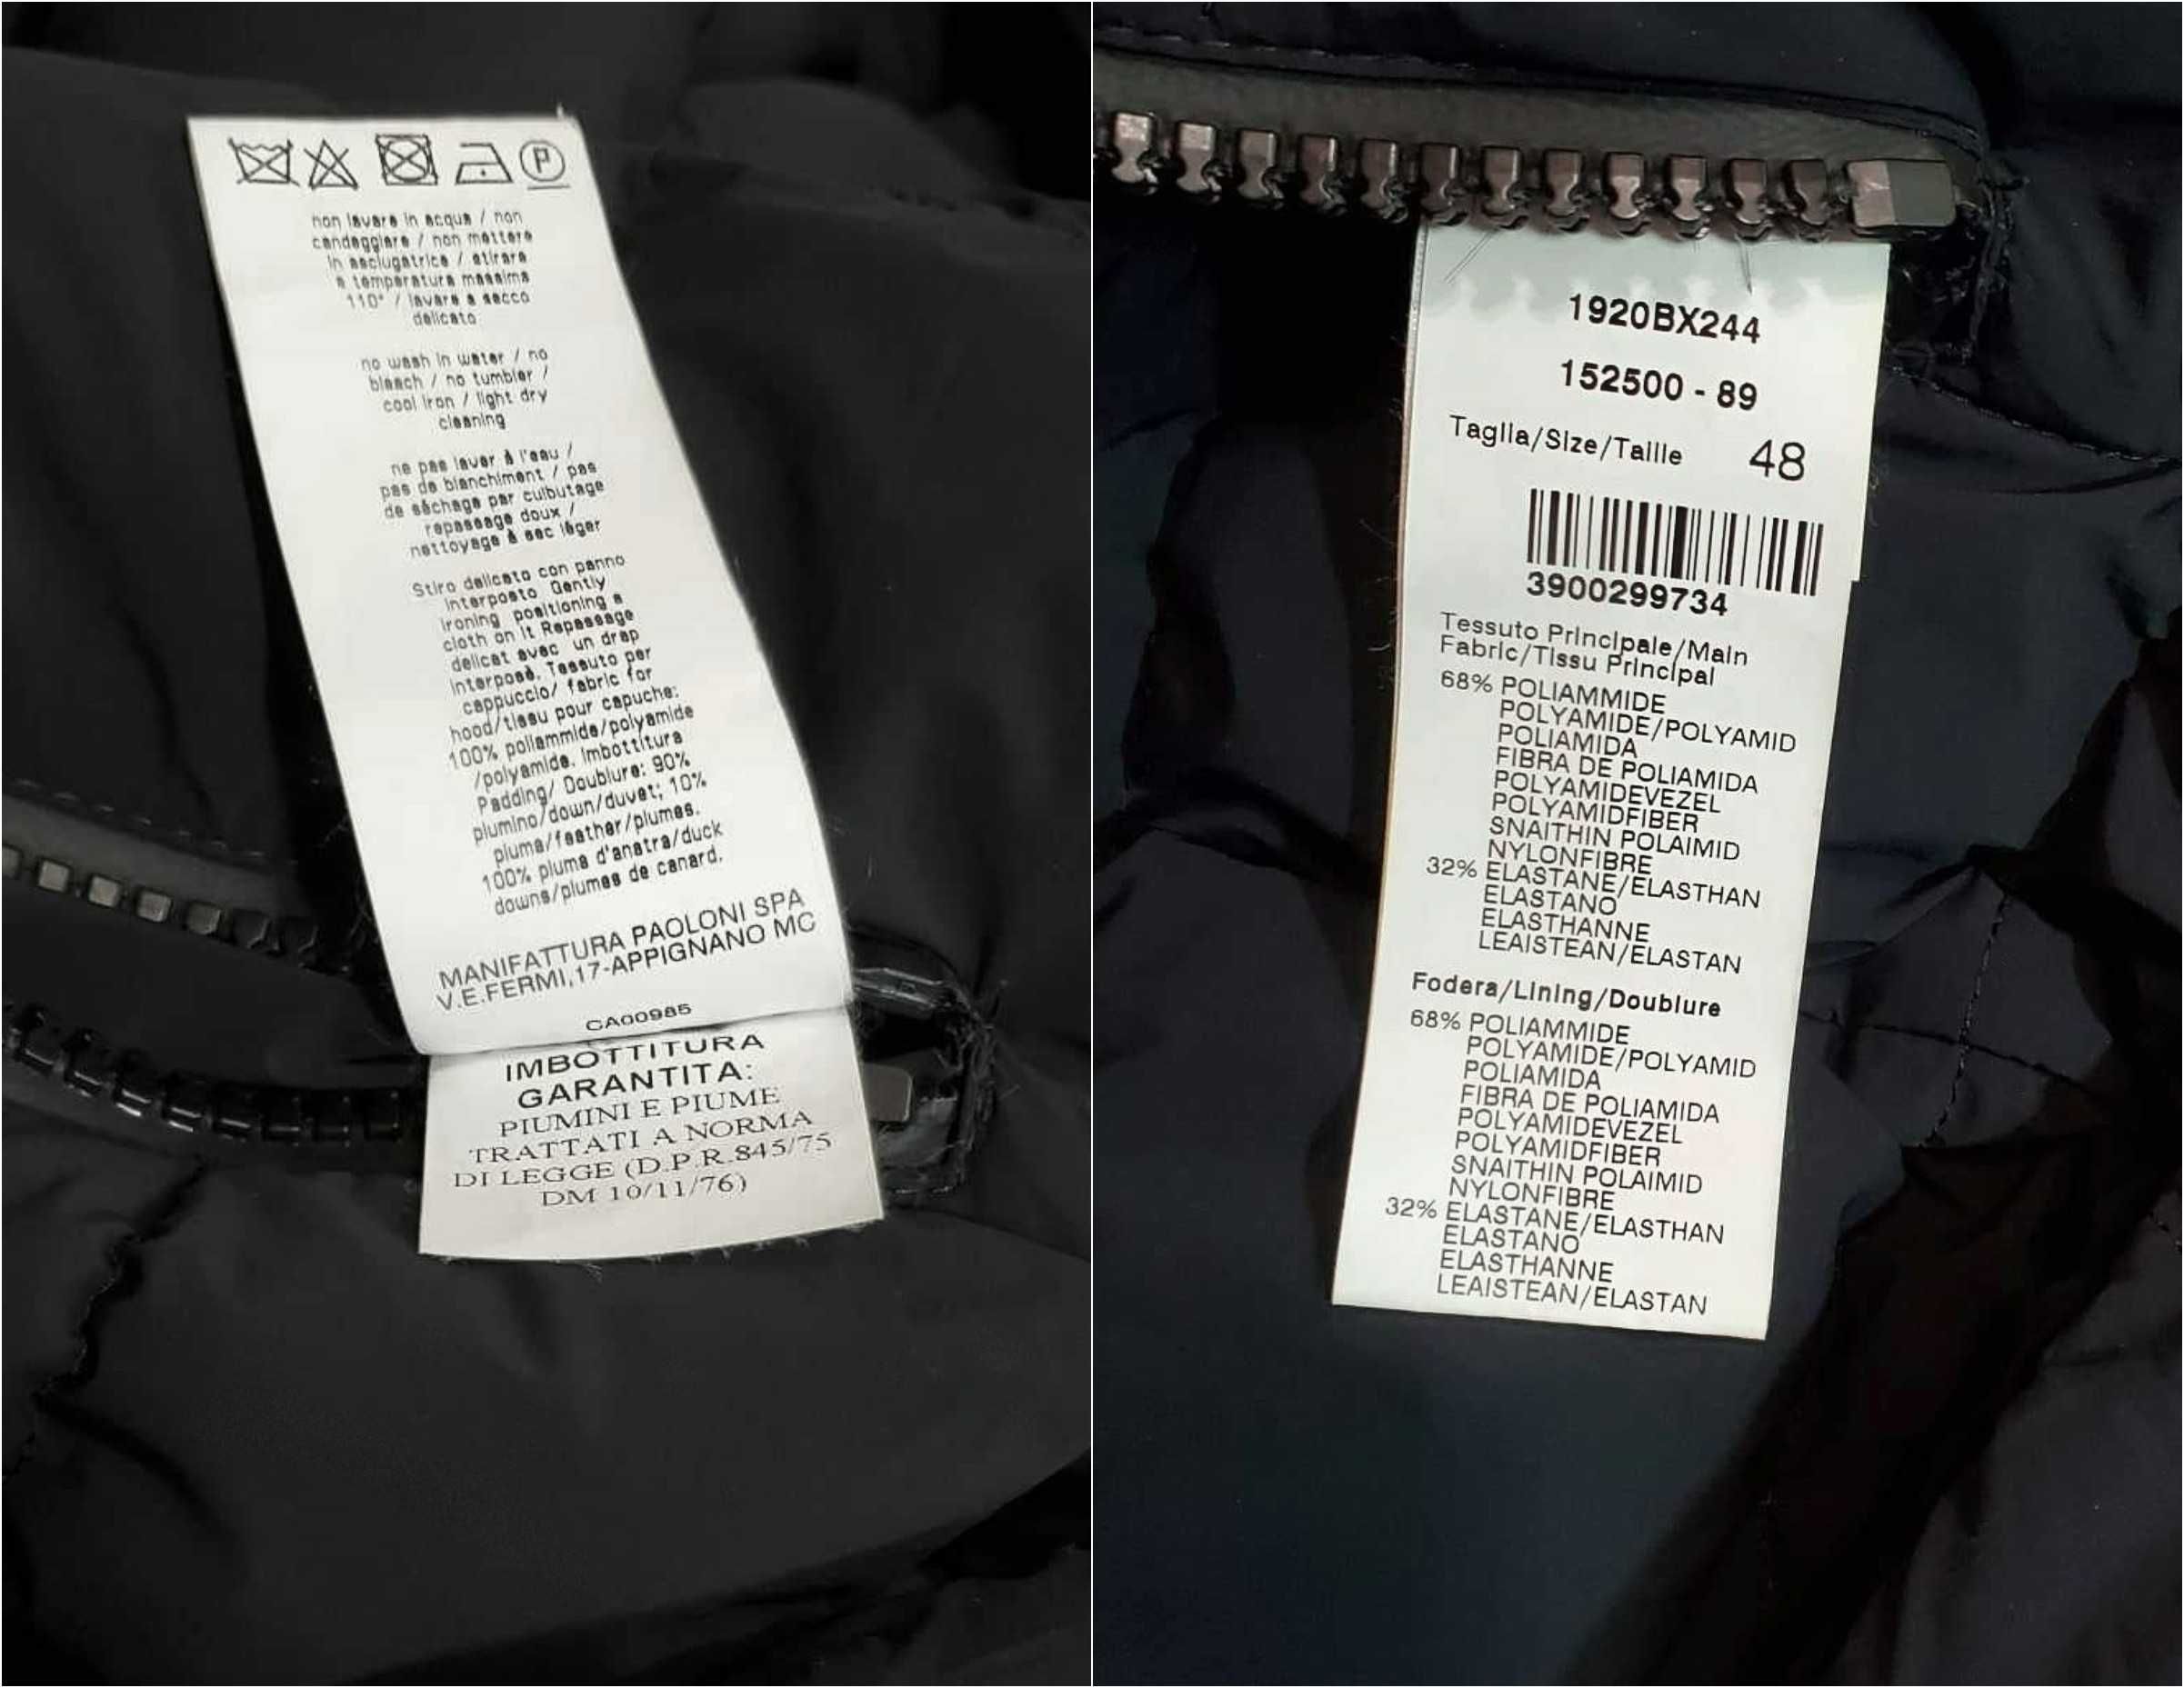 P
non lavare in acqua / non
candeggiare / non mettere
in asciugatrice / stirare
a temperatura massima
110° / lavare a secco
delicato
no wash in water / no
bleach / no tumbler /
cool iron / light dry
cleaning
ne pas laver à l'eau /
pas de blanchiment / pas
de séchage par culbutage
repassage doux /
nettoyage à sec léger
Stiro delicato con panno
interposto Gently
ironing positioning a
cloth on it Repassage
delicat avec un drap
interposé. Tessuto per
cappuccio/ fabric for
hood/tissu pour capuche:
100% poliammide/polyamide
/polyamide. Imbottitura
Padding/ Doublure: 90%
piumino/down/duvet; 10%
piuma/feather/plumes.
100% piuma d'anatra/duck
downs/plumes de canard.
MANIFATTURA PAOLONI SPA
V.E.FERMI,17-APPIGNANO MC
CA00985
IMBOTTITURA
GARANTITA:
PIUMINI E PIUME
TRATTATI A NORMA
DI LEGGE (D.P.R.845/75
DM 10/11/76)
1920BX244
152500 - 89
Taglia/Size/Taille 48
3900299734
Tessuto Principale/Main
Fabric/Tissu Principal
68% POLIAMMIDE
POLYAMIDE/POLYAMID
POLIAMIDA
FIBRA DE POLIAMIDA
POLYAMIDEVEZEL
POLYAMIDFIBER
SNAITHIN POLAIMID
NYLONFIBRE
32% ELASTANE/ELASTHAN
ELASTANO
ELASTHANNE
LEAISTEAN/ELASTAN
Fodera/Lining/Doublure
68% POLIAMMIDE
POLYAMIDE/POLYAMID
POLIAMIDA
FIBRA DE POLIAMIDA
POLYAMIDEVEZEL
POLYAMIDFIBER
SNAITHIN POLAIMID
NYLONFIBRE
32% ELASTANE/ELASTHAN
ELASTANO
ELASTHANNE
LEAISTEAN/ELASTAN